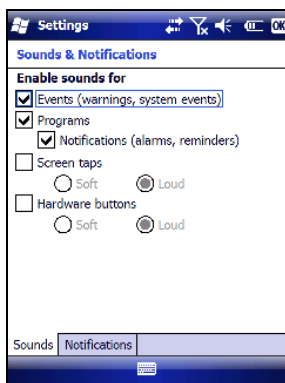 Settings OK
Sounds & Notifications
Enable sounds for
Events (warnings, system events)
Programs
Notifications (alarms, reminders)
Screen taps
Soft Loud
Hardware buttons
Soft Loud
Sounds Notifications